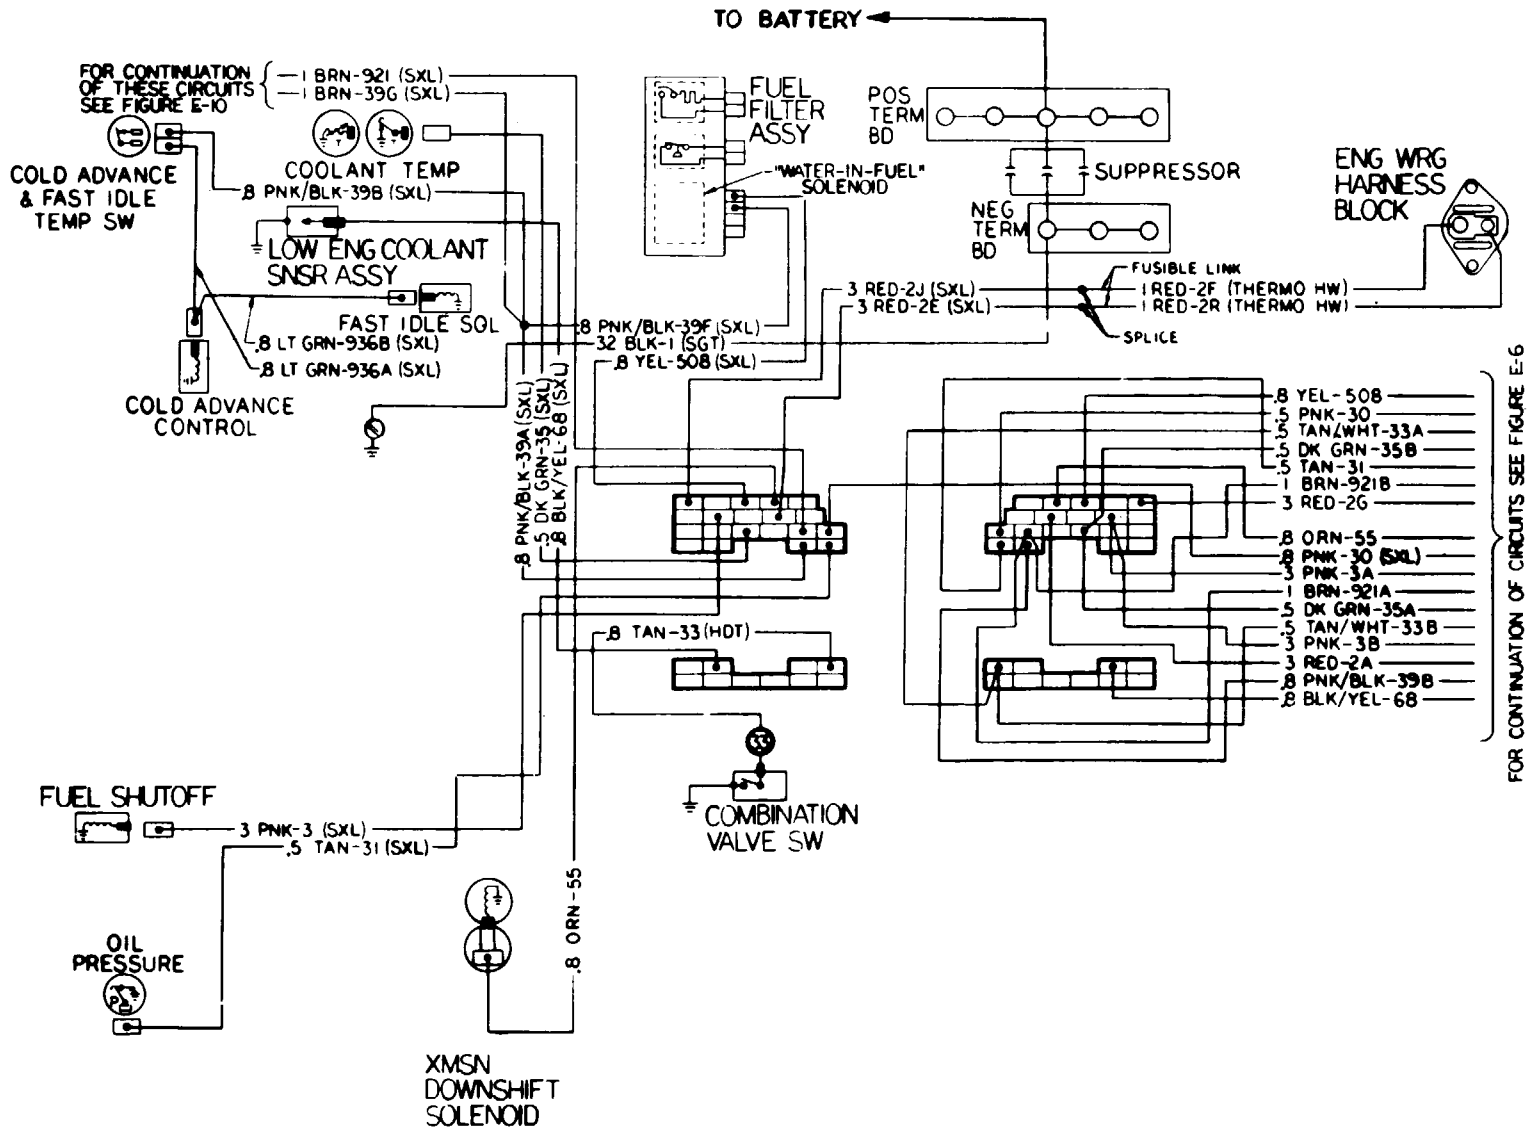 TO BATTERY
FOR CONTINUATION
OF THESE CIRCUITS
SEE FIGURE E-10
1 BRN-921 (SXL)
1 BRN-39G (SXL)
COLD ADVANCE
& FAST IDLE
TEMP SW
COOLANT TEMP
.8 PNK/BLK-39B (SXL)
LOW ENG COOLANT
SNSR ASSY
FAST IDLE SOL
.8 LT GRN-936B (SXL)
.8 LT GRN-936A (SXL)
COLD ADVANCE
CONTROL
FUEL
FILTER
ASSY
"WATER-IN-FUEL"
SOLENOID
POS
TERM
BD
SUPPRESSOR
NEG
TERM
BD
ENG WRG
HARNESS
BLOCK
FUSIBLE LINK
3 RED-2J (SXL)
1 RED-2F (THERMO HW)
3 RED-2E (SXL)
1 RED-2R (THERMO HW)
SPLICE
.8 PNK/BLK-39F (SXL)
32 BLK-1 (SGT)
.8 YEL-508 (SXL)
.8 PNK/BLK-39A (SXL)
.5 DK GRN-35 (SXL)
.8 BLK/YEL-68 (SXL)
.8 YEL-508
.5 PNK-30
.5 TAN/WHT-33A
.5 DK GRN-35B
.5 TAN-31
1 BRN-921B
3 RED-2G
.8 ORN-55
.8 PNK-30 (SXL)
3 PNK-3A
1 BRN-921A
.5 DK GRN-35A
.5 TAN/WHT-33B
3 PNK-3B
3 RED-2A
.8 PNK/BLK-39B
.8 BLK/YEL-68
FOR CONTINUATION OF CIRCUITS SEE FIGURE E-6
.8 TAN-33 (HDT)
COMBINATION
VALVE SW
FUEL SHUTOFF
3 PNK-3 (SXL)
.5 TAN-31 (SXL)
.8 ORN-55
OIL
PRESSURE
P
XMSN
DOWNSHIFT
SOLENOID